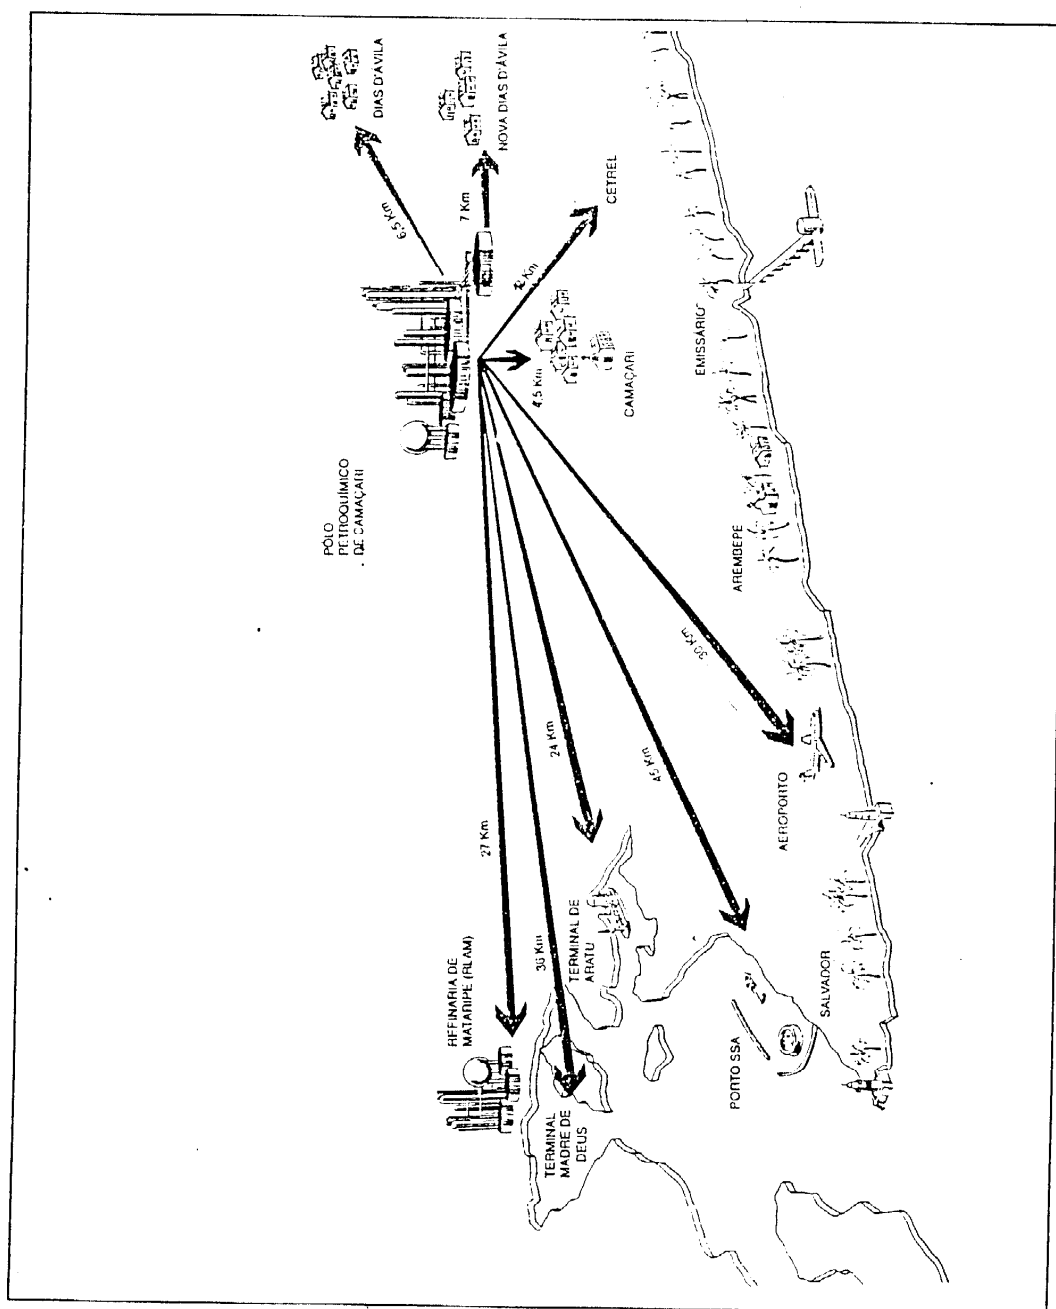 PÓLO
PETROQUÍMICO
DE CAMAÇARI
DIAS D'ÁVILA
6,5 Km
REFINARIA DE
MATARIPE (RLAM)
27 Km
7 Km
NOVA DIAS D'ÁVILA
36 Km
4,5 Km
12 Km
TERMINAL
MADRE DE
DEUS
TERMINAL DE
ARATU
24 Km
CETREL
CAMAÇARI
45 Km
30 Km
EMISSÁRIO
PORTO SSA
AREMBEPE
AEROPORTO
SALVADOR